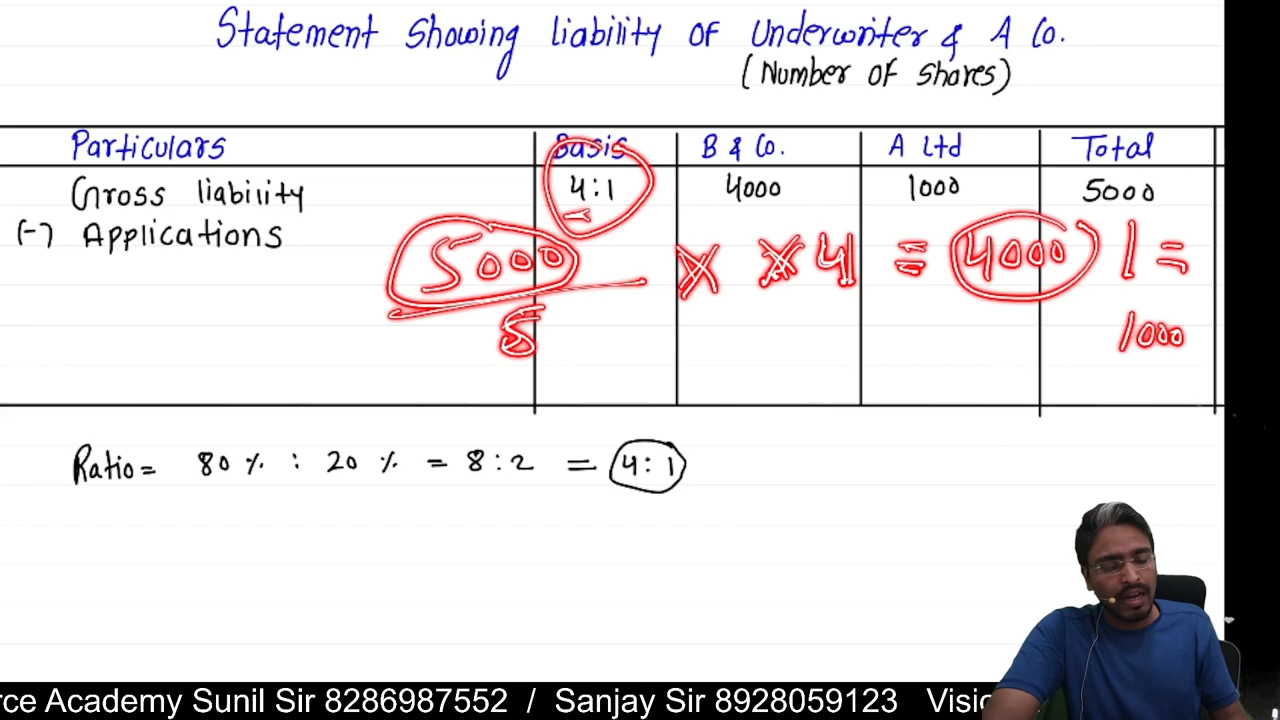 Statement Showing liability of Underwriter & A Co.
(Number of shares)
Particulars Basis B & Co. A Ltd Total
Gross liability 4:1 4000 1000 5000
(-) Applications
5000 × × 4 = 4000 1 =
5 1000
Ratio = 80 % : 20 % = 8:2 = 4:1
rce Academy Sunil Sir 8286987552 / Sanjay Sir 8928059123 Visio